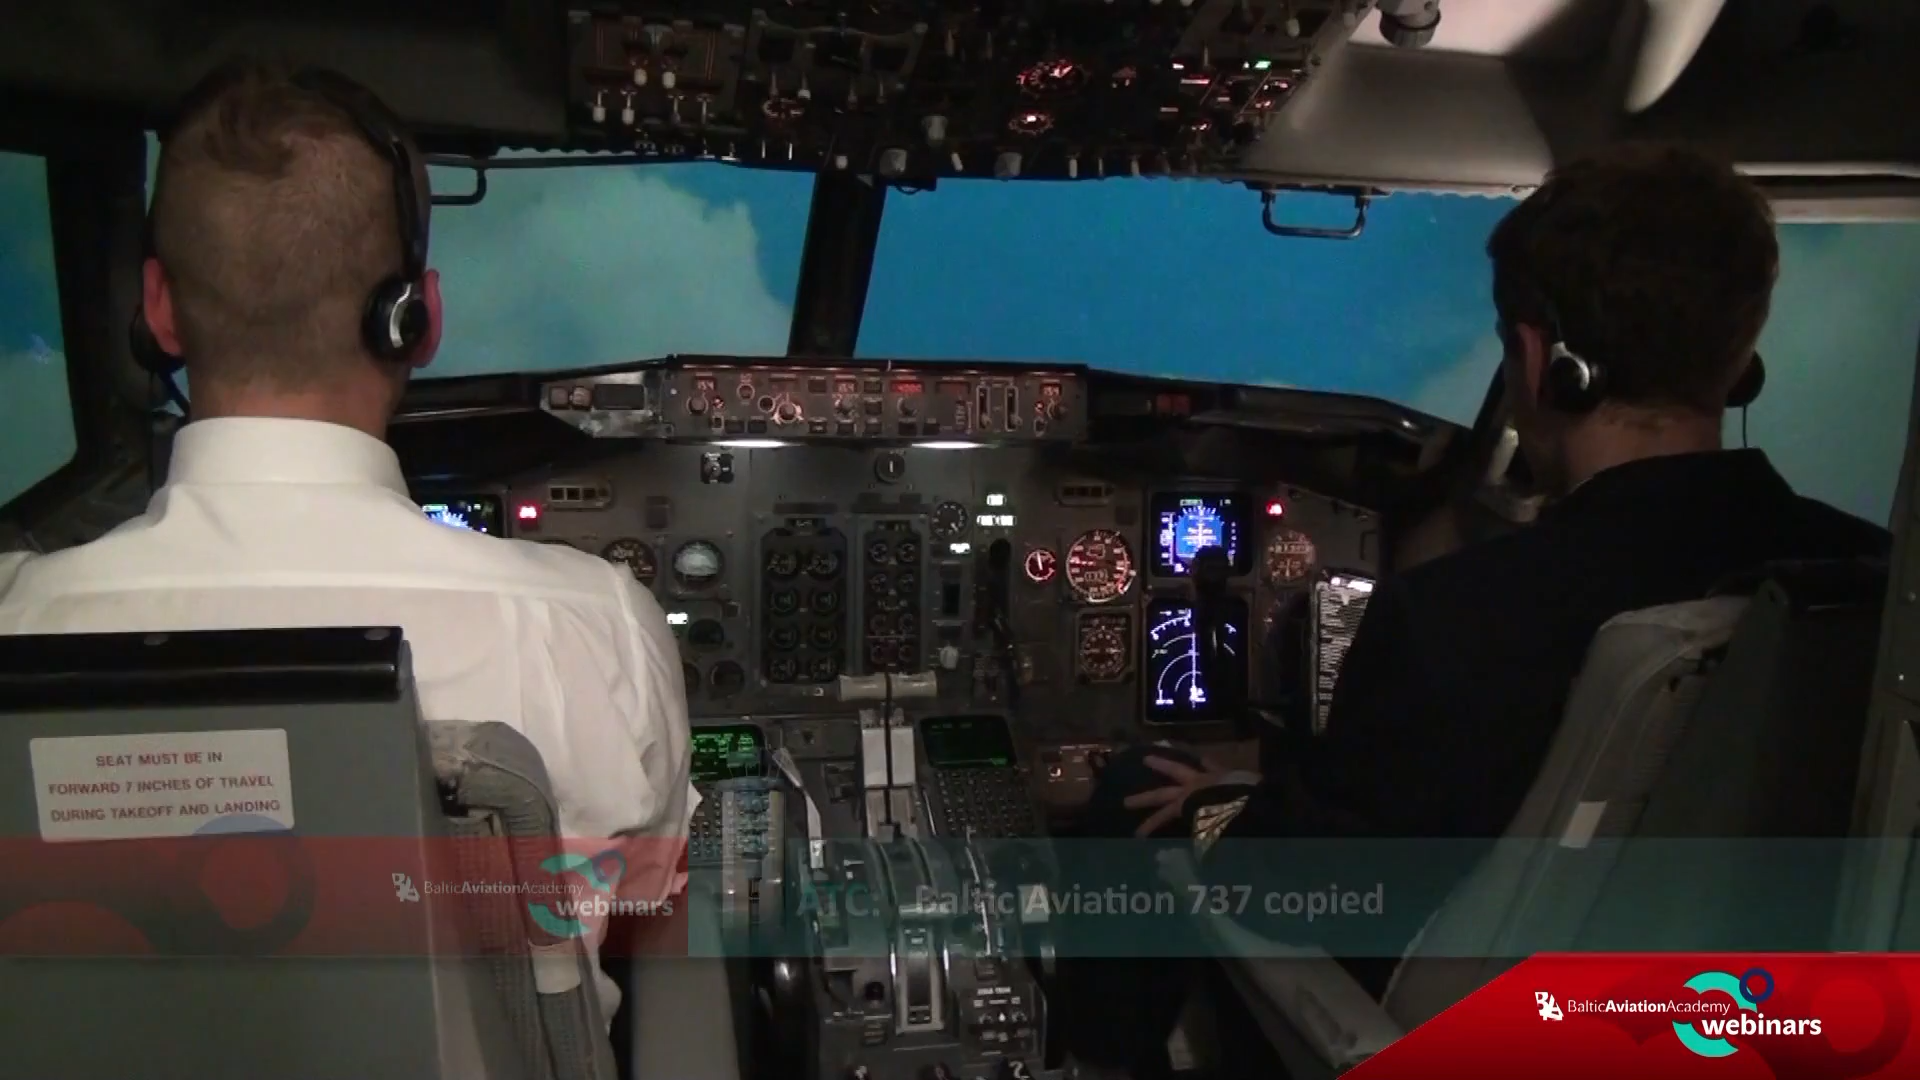 SEAT MUST BE IN
FORWARD 7 INCHES OF TRAVEL
DURING TAKEOFF AND LANDING
BalticAviationAcademy
webinars
ATC: Baltic Aviation 737 copied
BalticAviationAcademy
webinars